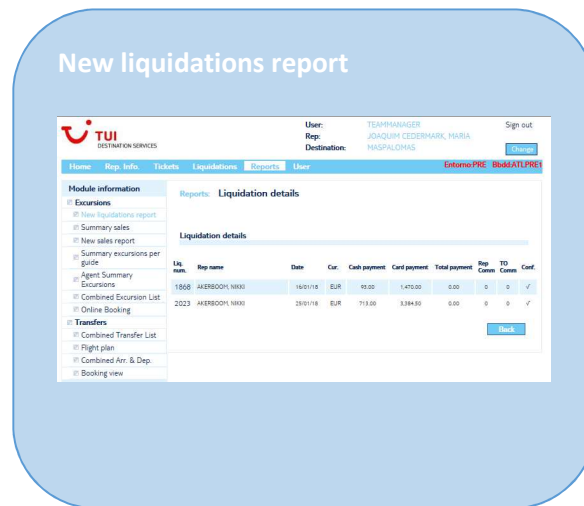 New liquidations report
TUI
DESTINATION SERVICES
User: TEAMMANAGER
Rep: JOAQUIM CEDERMARK, MARIA
Destination: MASPALOMAS
Sign out
Change
Home Rep. Info. Tickets Liquidations Reports User Entorno:PRE Bbdd:ATLPRE1
Module information
Excursions
New liquidations report
Summary sales
New sales report
Summary excursions per
guide
Agent Summary
Excursions
Combined Excursion List
Online Booking
Transfers
Combined Transfer List
Flight plan
Combined Arr. & Dep.
Booking view
Reports: Liquidation details
Liquidation details
Liq. num. Rep name Date Cur. Cash payment Card payment Total payment Rep Comm TO Comm Conf.
1868 AKERBOOM, NIKKI 16/01/18 EUR 93.00 1,470.00 0.00 0 0 √
2023 AKERBOOM, NIKKI 23/01/18 EUR 713.00 3,384.50 0.00 0 0 √
Back